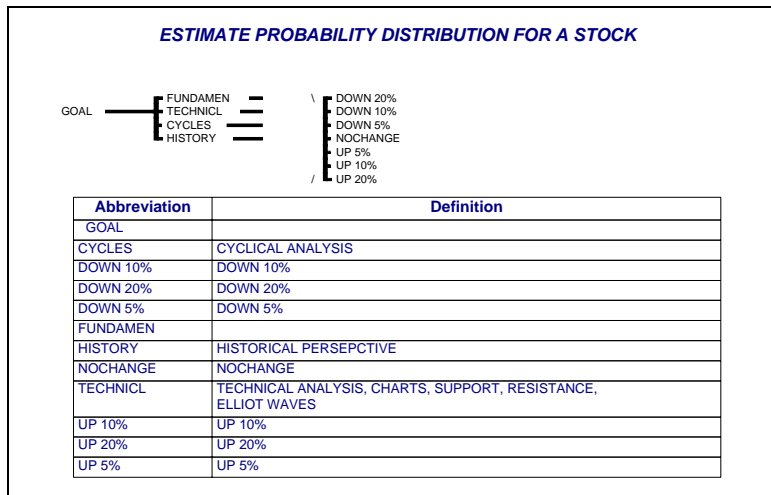 ESTIMATE PROBABILITY DISTRIBUTION FOR A STOCK
FUNDAMEN \ DOWN 20%
GOAL TECHNICL DOWN 10%
CYCLES DOWN 5%
HISTORY NOCHANGE
UP 5%
UP 10%
/ UP 20%
Abbreviation Definition
GOAL
CYCLES CYCLICAL ANALYSIS
DOWN 10% DOWN 10%
DOWN 20% DOWN 20%
DOWN 5% DOWN 5%
FUNDAMEN
HISTORY HISTORICAL PERSEPCTIVE
NOCHANGE NOCHANGE
TECHNICL TECHNICAL ANALYSIS, CHARTS, SUPPORT, RESISTANCE,
ELLIOT WAVES
UP 10% UP 10%
UP 20% UP 20%
UP 5% UP 5%